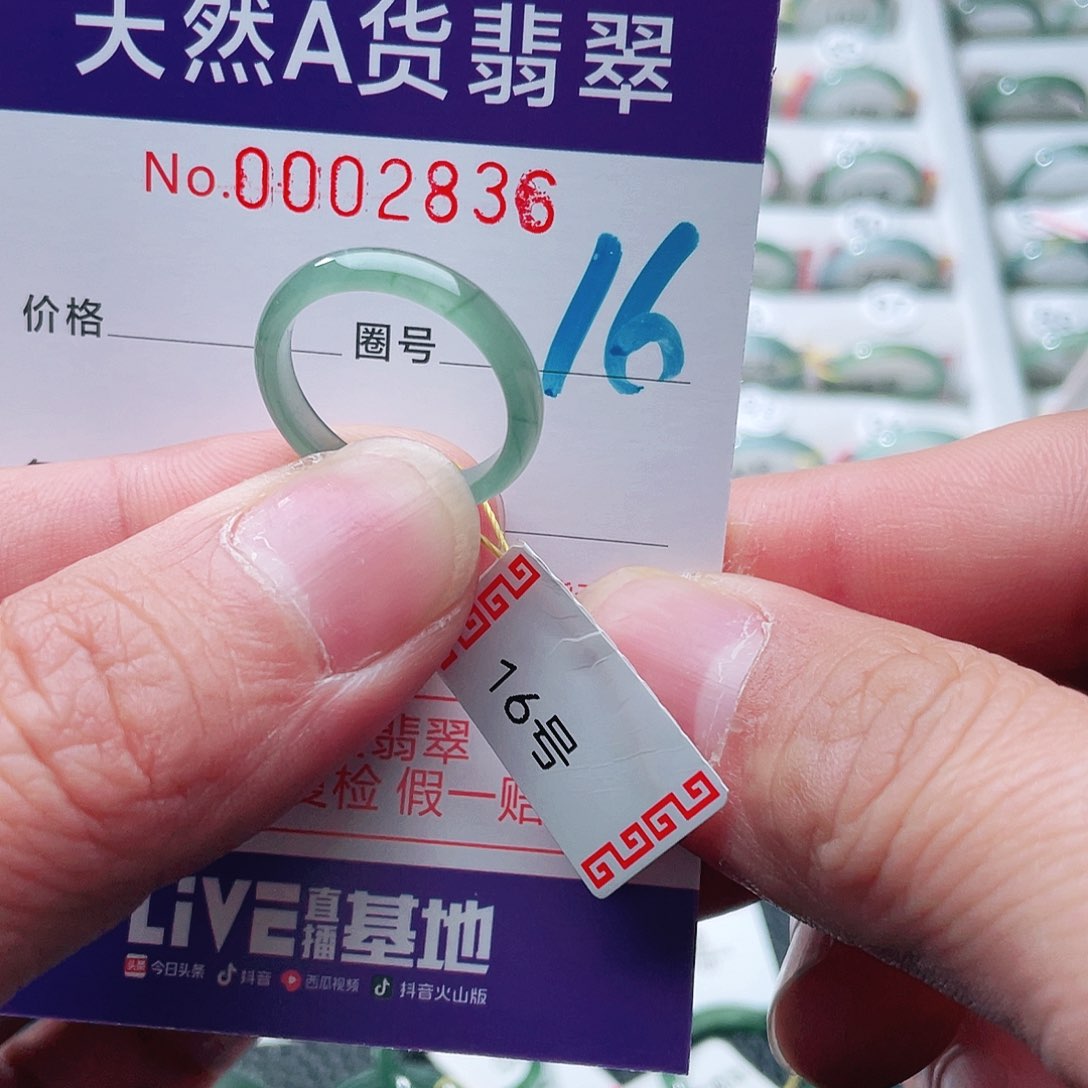 天然A货翡翠
No.0002836
价格 圈号 16
16号
翡翠
检 假一赔
LiVE直播基地
头条 今日头条 抖音 西瓜视频 抖音火山版